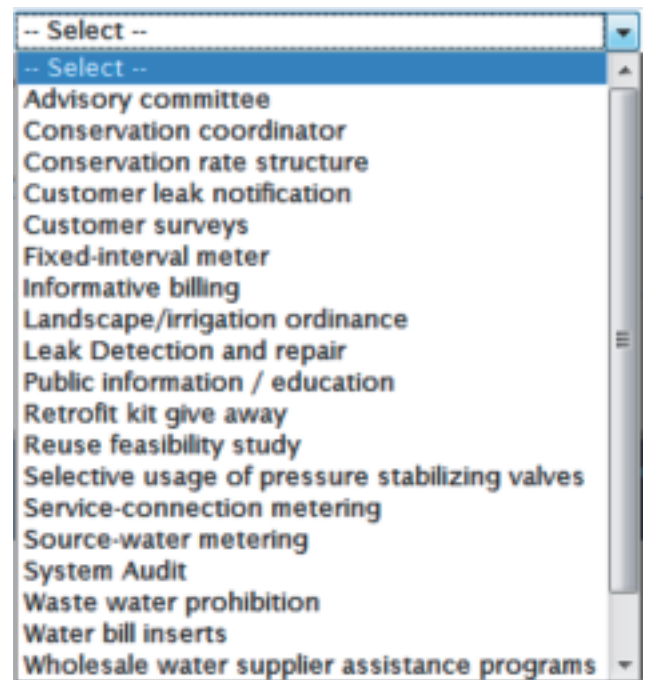 -- Select --
-- Select --
Advisory committee
Conservation coordinator
Conservation rate structure
Customer leak notification
Customer surveys
Fixed-interval meter
Informative billing
Landscape/irrigation ordinance
Leak Detection and repair
Public information / education
Retrofit kit give away
Reuse feasibility study
Selective usage of pressure stabilizing valves
Service-connection metering
Source-water metering
System Audit
Waste water prohibition
Water bill inserts
Wholesale water supplier assistance programs